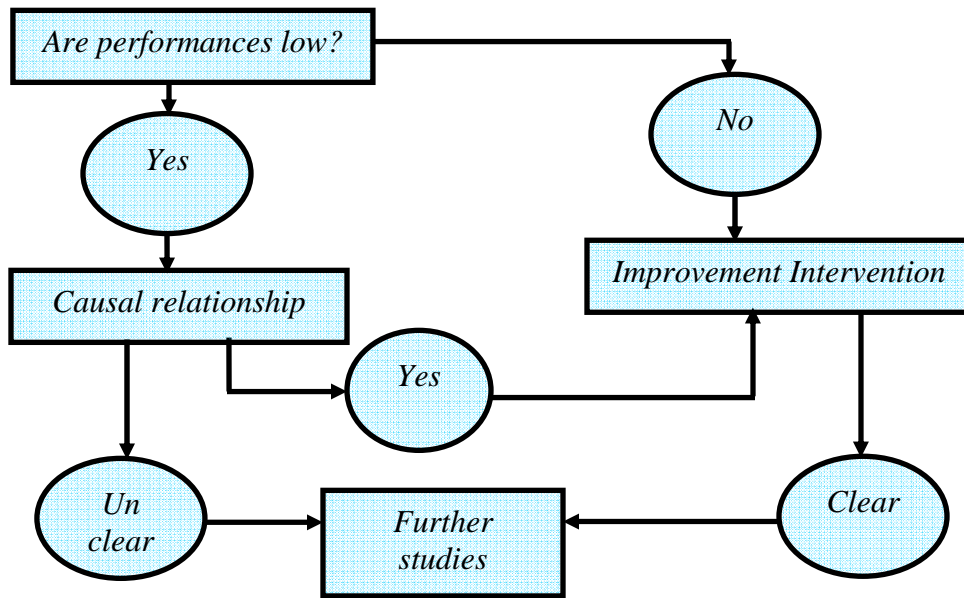 Are performances low?
No
Yes
Improvement Intervention
Causal relationship
Yes
Un
clear
Further
studies
Clear